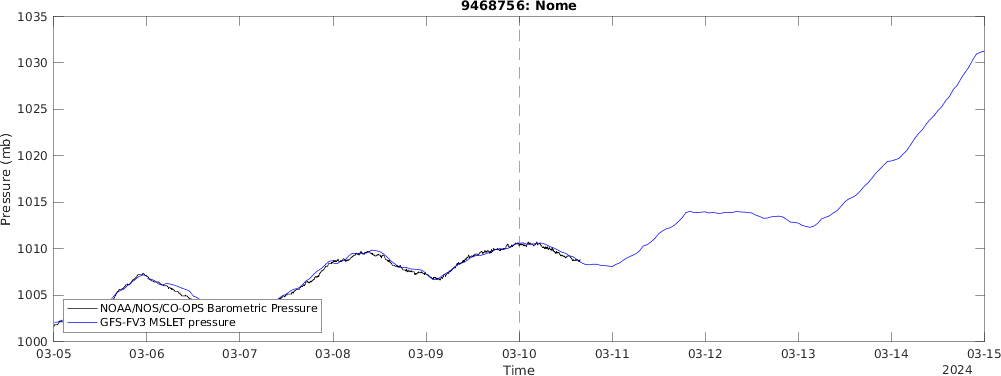 9468756: Nome
1035
1030
1025
1020
1015
1010
1005
1000
Pressure (mb)
NOAA/NOS/CO-OPS Barometric Pressure
GFS-FV3 MSLET pressure
03-05 03-06 03-07 03-08 03-09 03-10 03-11 03-12 03-13 03-14 03-15
Time
2024